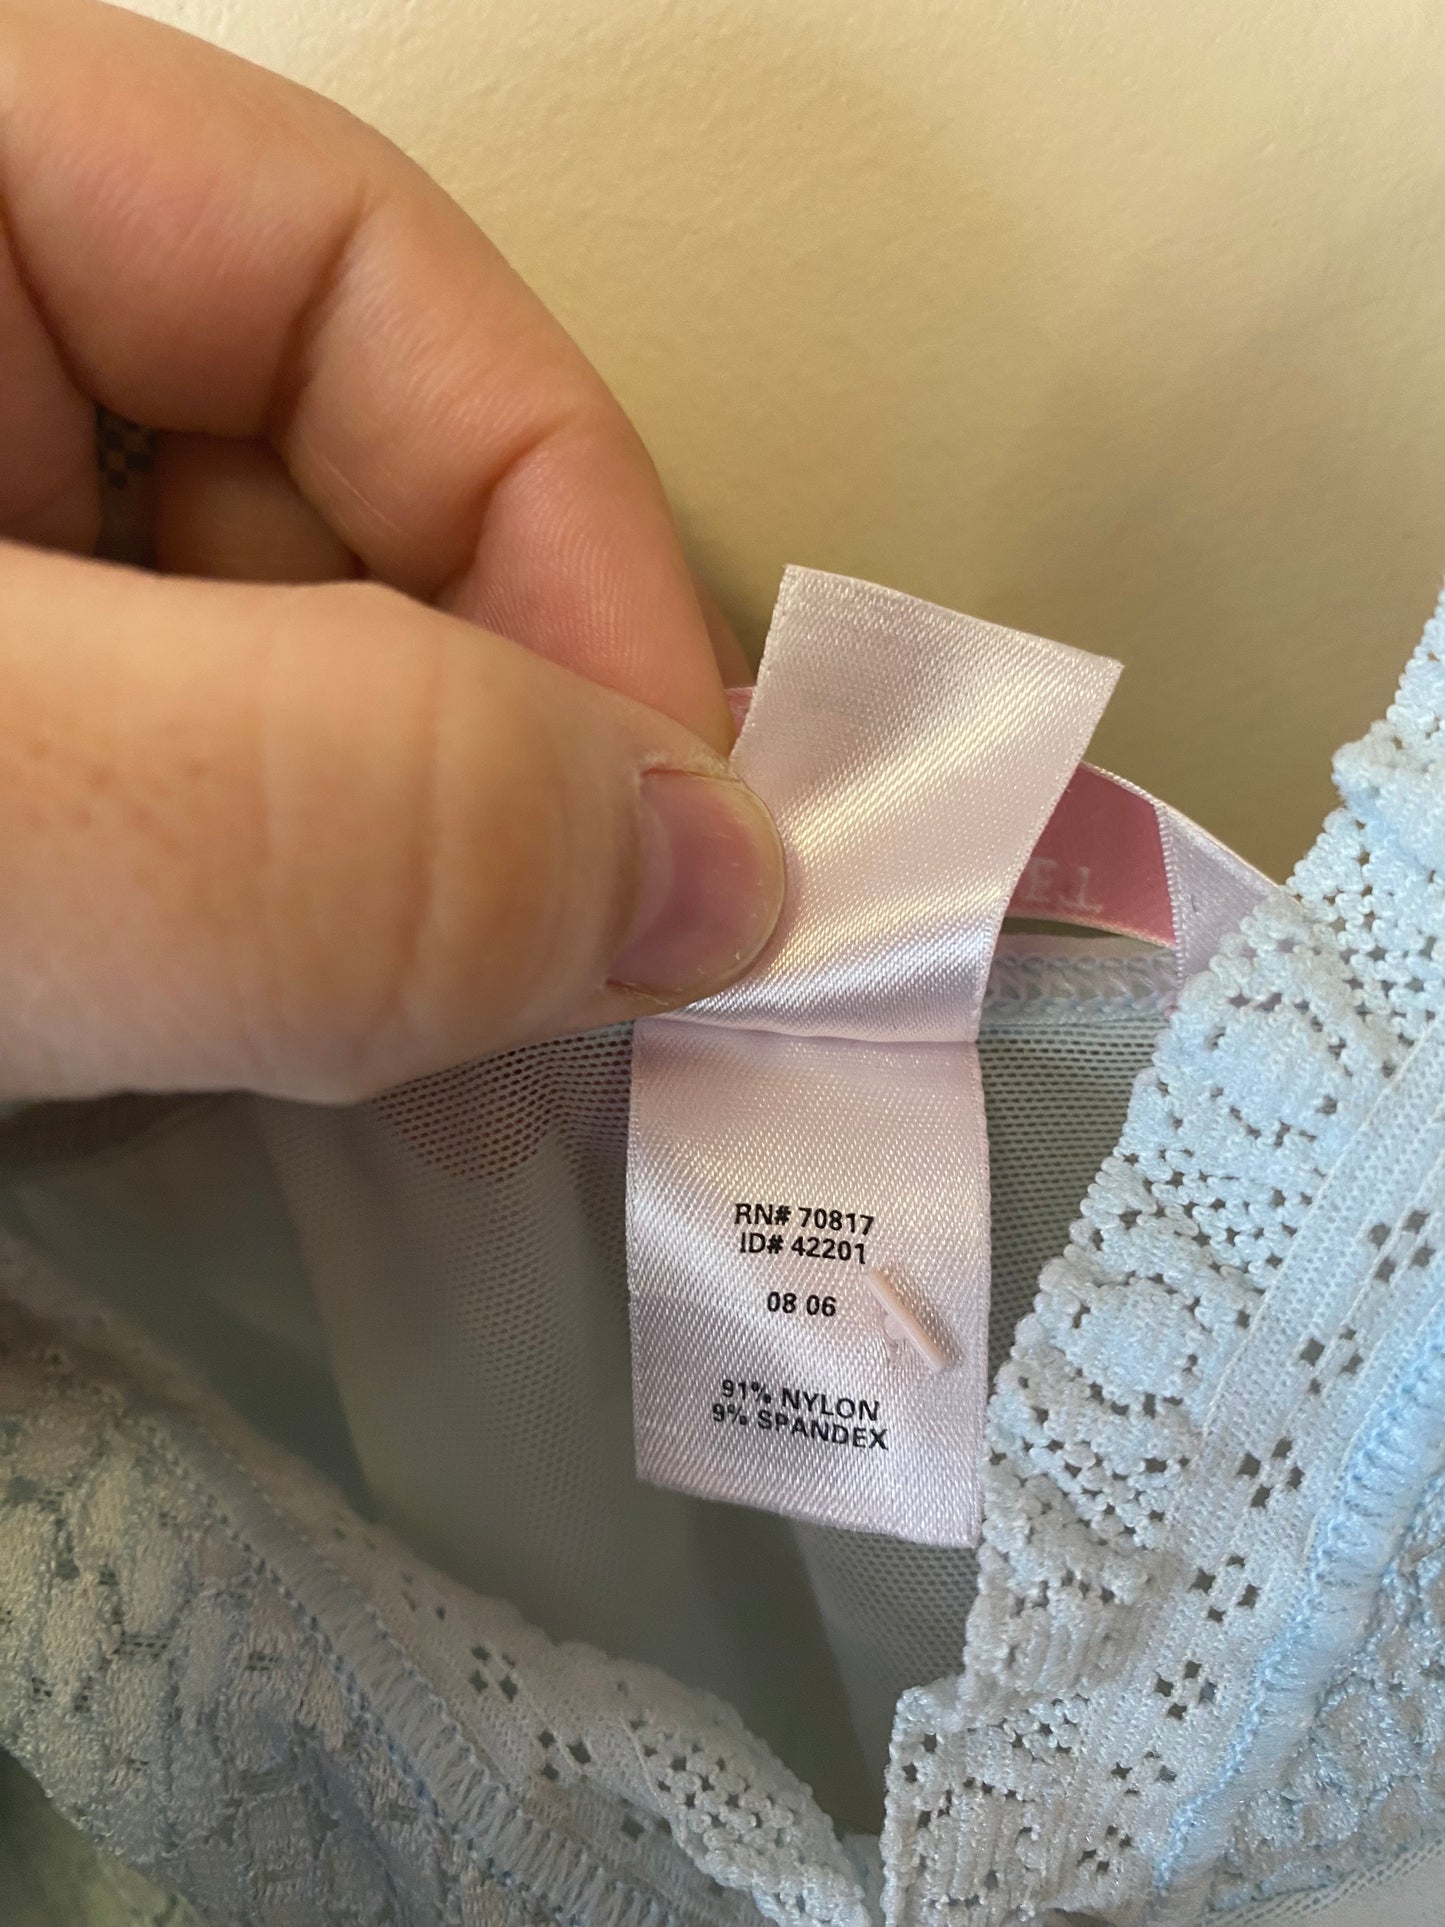 RN# 70817
ID# 42201
08 06
91% NYLON
9% SPANDEX